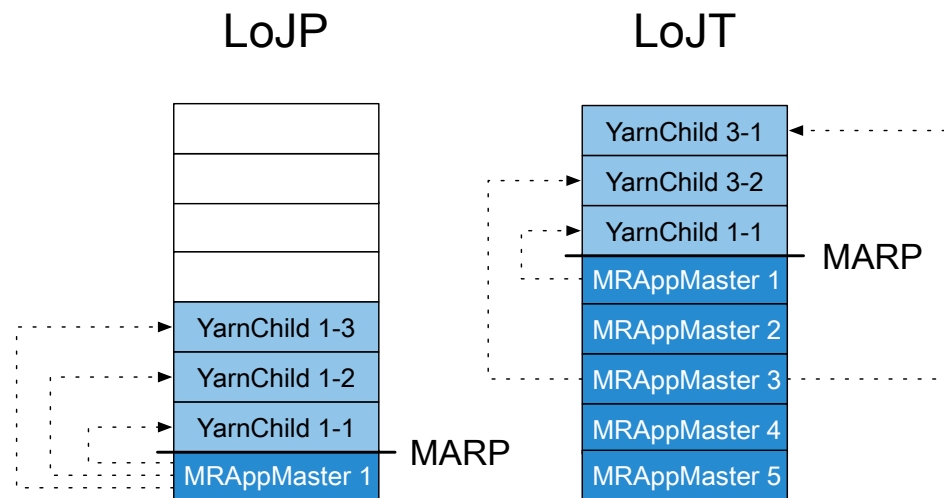 LoJP
YarnChild 1-3
YarnChild 1-2
YarnChild 1-1
MARP
MRAppMaster 1
LoJT
YarnChild 3-1
YarnChild 3-2
YarnChild 1-1
MARP
MRAppMaster 1
MRAppMaster 2
MRAppMaster 3
MRAppMaster 4
MRAppMaster 5